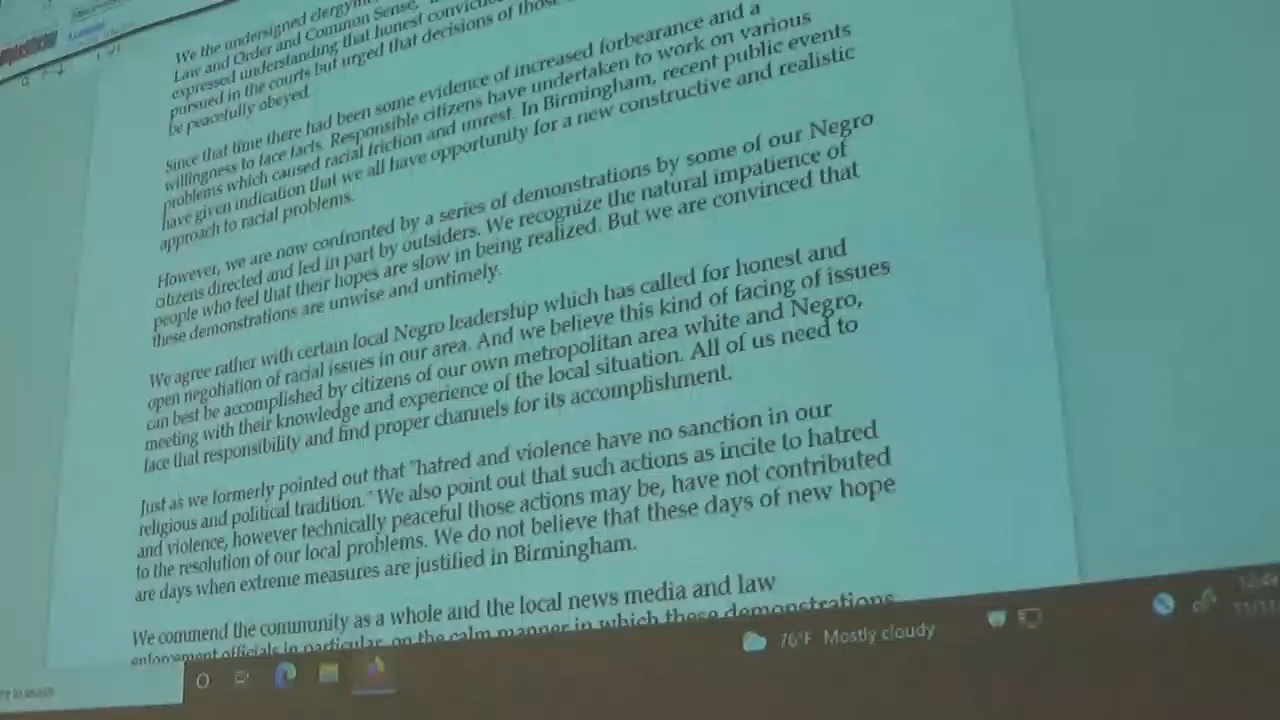 We the undersigned
Law and Order and Common Sense,
expressed understanding that honest
pursued in the courts but urged that decisions of those
be peacefully obeyed.
Since that time there had been some evidence of increased forbearance and a
willingness to face facts. Responsible citizens have undertaken to work on various
problems which caused racial friction and unrest. In Birmingham, recent public events
have given indication that we all have opportunity for a new constructive and realistic
approach to racial problems.
However, we are now confronted by a series of demonstrations by some of our Negro
citizens directed and led in part by outsiders. We recognize the natural impatience of
people who feel that their hopes are slow in being realized. But we are convinced that
these demonstrations are unwise and untimely.
We agree rather with certain local Negro leadership which has called for honest and
open negotiation of racial issues in our area. And we believe this kind of facing of issues
can best be accomplished by citizens of our own metropolitan area white and Negro,
meeting with their knowledge and experience of the local situation. All of us need to
face that responsibility and find proper channels for its accomplishment.
Just as we formerly pointed out that "hatred and violence have no sanction in our
religious and political tradition." We also point out that such actions as incite to hatred
and violence, however technically peaceful those actions may be, have not contributed
to the resolution of our local problems. We do not believe that these days of new hope
are days when extreme measures are justified in Birmingham.
We commend the community as a whole and the local news media and law
enforcement officials in particular, on the calm manner in which these demonstrations
76°F Mostly cloudy